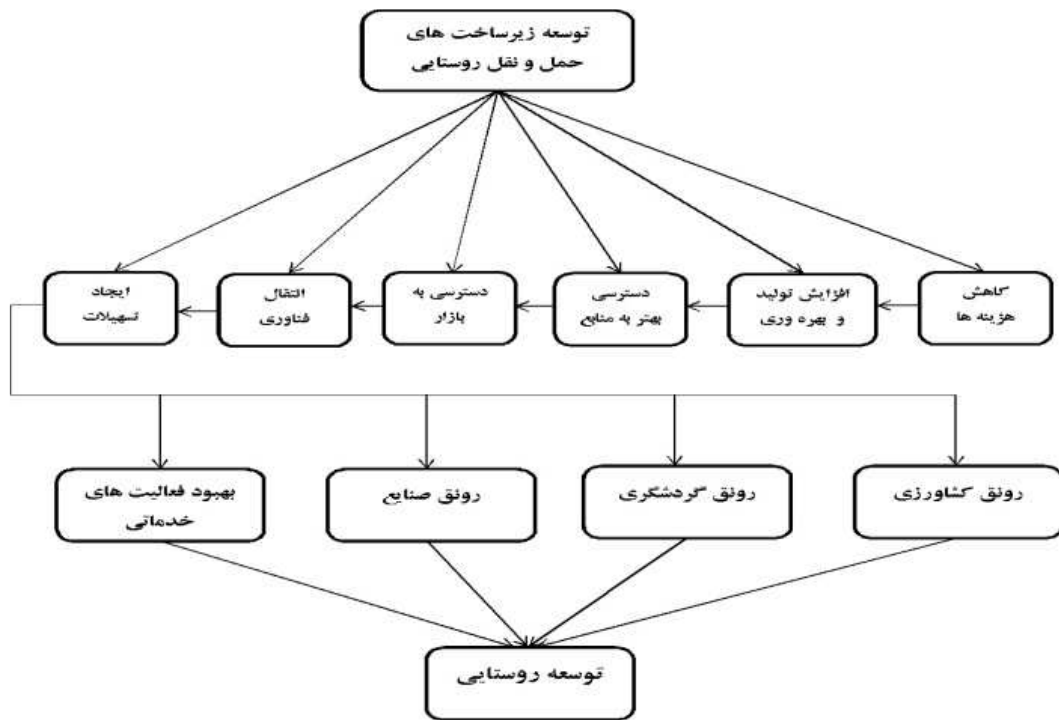 توسعه زیرساخت های
حمل و نقل روستایی
کاهش
هزینه ها
افزایش تولید
و بهره وری
دسترسی
بهتر به منابع
دسترسی به
بازار
انتقال
فناوری
ایجاد
تسهیلات
رونق کشاورزی
رونق گردشگری
رونق صنایع
بهبود فعالیت های
خدماتی
توسعه روستایی